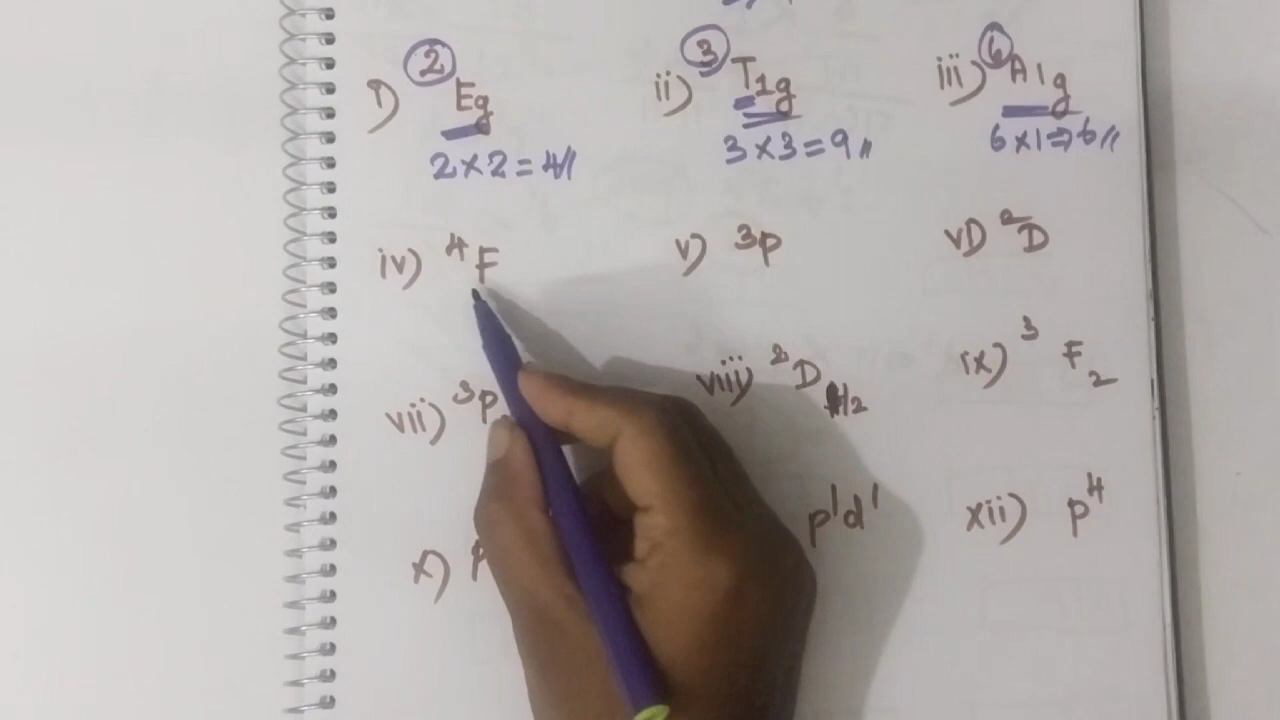 i) ²Eg ii) ³T1g iii) ⁶A1g
2×2=4 3×3=9 6×1⇒6
iv) ⁴F v) ³P vi) ²D
vii) ³P viii) ²D /2 ix) ³F₂
x) p p¹d¹ xii) p⁴